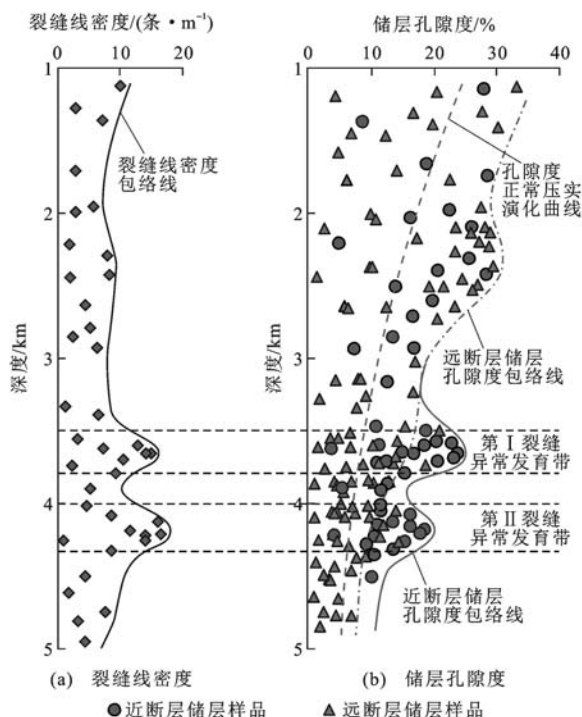 裂缝线密度/(条·m⁻¹)
0 10 20
1
2
3
4
5
深度/km
裂缝线密度
包络线
(a) 裂缝线密度
储层孔隙度/%
0 10 20 30 40
1
2
3
4
5
深度/km
孔隙度
正常压实
演化曲线
远断层储层
孔隙度包络线
第Ⅰ裂缝
异常发育带
第Ⅱ裂缝
异常发育带
近断层储层
孔隙度包络线
(b) 储层孔隙度
近断层储层样品 远断层储层样品